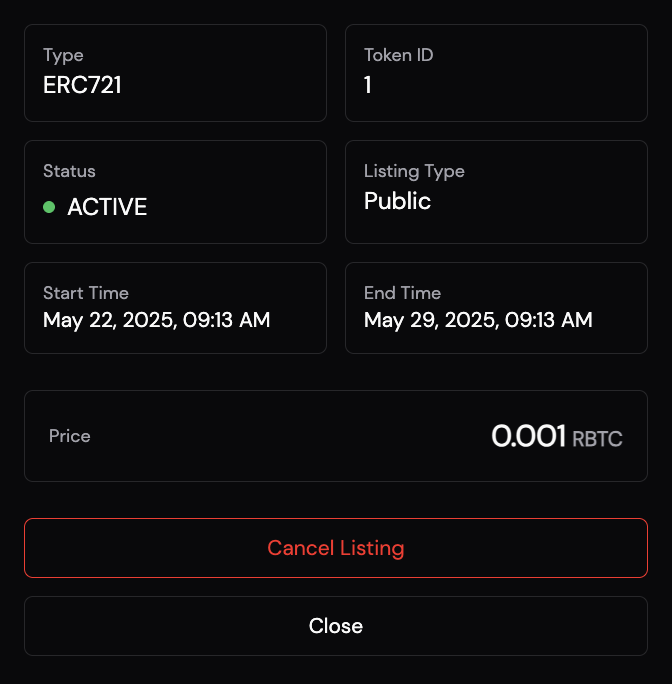 Type
ERC721
Token ID
1
Status
ACTIVE
Listing Type
Public
Start Time
May 22, 2025, 09:13 AM
End Time
May 29, 2025, 09:13 AM
Price
0.001 RBTC
Cancel Listing
Close